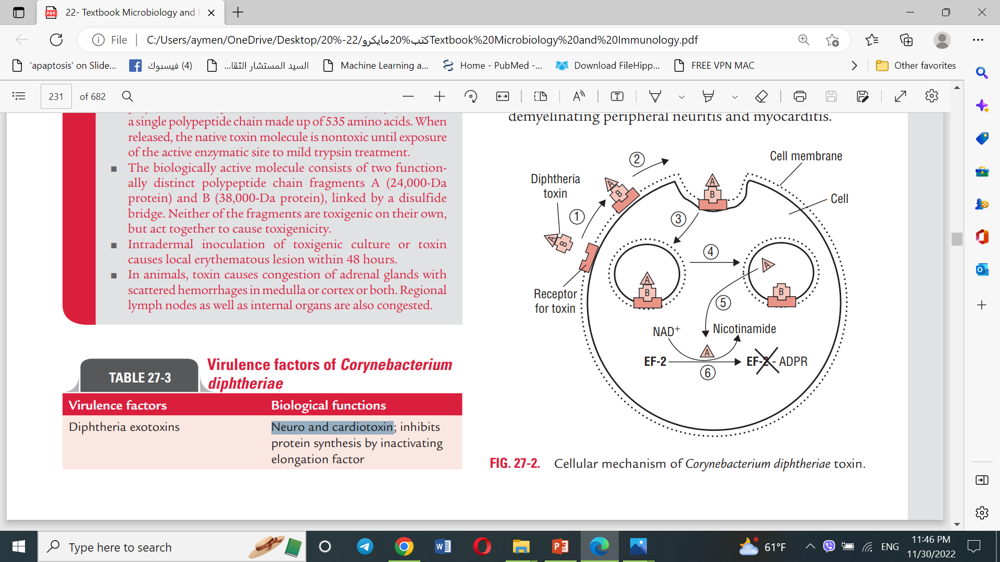 22- Textbook Microbiology and
File
C:/Users/aymen/OneDrive/Desktop/20%-22/كتب%20مايكروTextbook%20Microbiology%20and%20Immunology.pdf
'apaptosis' on Slide...
(4) فيسبوك
السيد المستشار الثقا...
Machine Learning a...
Home - PubMed -...
Download FileHipp...
FREE VPN MAC
Other favorites
231 of 682
a single polypeptide chain made up of 535 amino acids. When
released, the native toxin molecule is nontoxic until exposure
of the active enzymatic site to mild trypsin treatment.
■ The biologically active molecule consists of two function-
ally distinct polypeptide chain fragments A (24,000-Da
protein) and B (38,000-Da protein), linked by a disulfide
bridge. Neither of the fragments are toxigenic on their own,
but act together to cause toxigenicity.
■ Intradermal inoculation of toxigenic culture or toxin
causes local erythematous lesion within 48 hours.
■ In animals, toxin causes congestion of adrenal glands with
scattered hemorrhages in medulla or cortex or both. Regional
lymph nodes as well as internal organs are also congested.
TABLE 27-3
Virulence factors of Corynebacterium
diphtheriae
Virulence factors
Biological functions
Diphtheria exotoxins
Neuro and cardiotoxin; inhibits
protein synthesis by inactivating
elongation factor
demyelinating peripheral neuritis and myocarditis.
2
Cell membrane
Diphtheria
toxin
A
B
A
B
Cell
1
3
A
B
4
A
A
B
B
Receptor
for toxin
5
NAD+
Nicotinamide
A
EF-2
EF-2 - ADPR
6
FIG. 27-2. Cellular mechanism of Corynebacterium diphtheriae toxin.
Type here to search
61°F
ENG
11:46 PM
11/30/2022